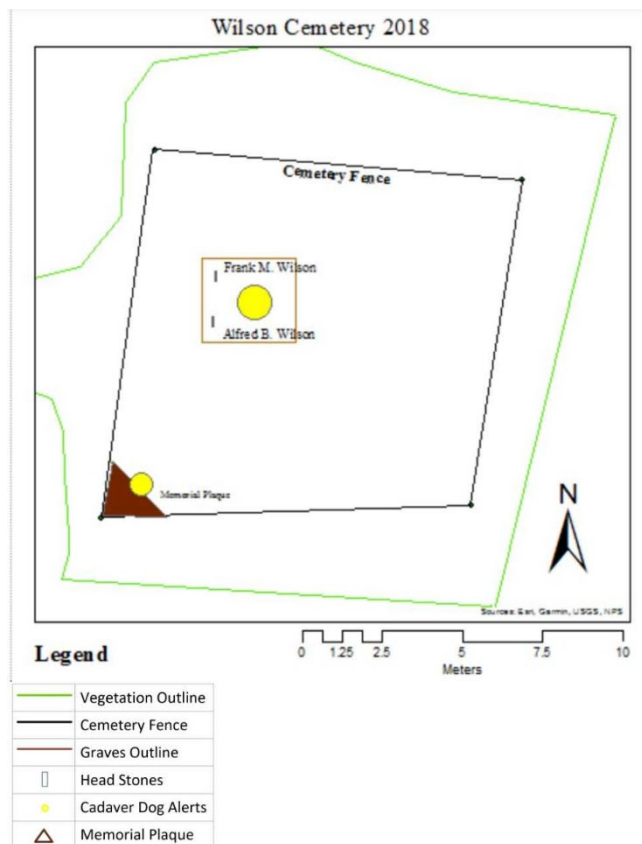 Wilson Cemetery 2018
Cemetery Fence
Frank M. Wilson
Alfred B. Wilson
Memorial Plaque
N
Sources: Esri, Garmin, USGS, NPS
Legend
0 1.25 2.5 5 7.5 10
Meters
Vegetation Outline
Cemetery Fence
Graves Outline
Head Stones
Cadaver Dog Alerts
Memorial Plaque